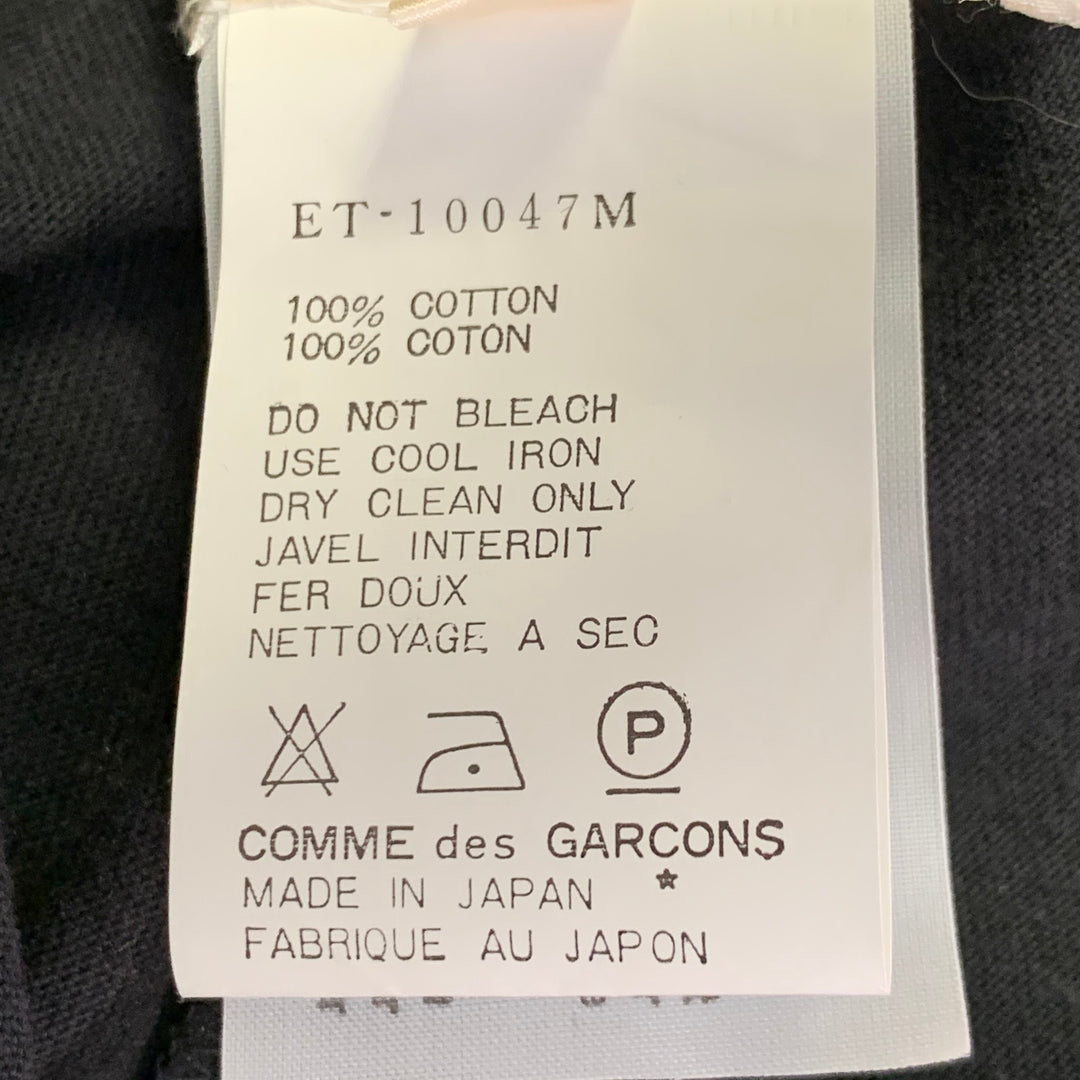 ET-10047M
100% COTTON
100% COTON
DO NOT BLEACH
USE COOL IRON
DRY CLEAN ONLY
JAVEL INTERDIT
FER DOUX
NETTOYAGE A SEC
P
COMME des GARCONS
MADE IN JAPAN ★
FABRIQUE AU JAPON